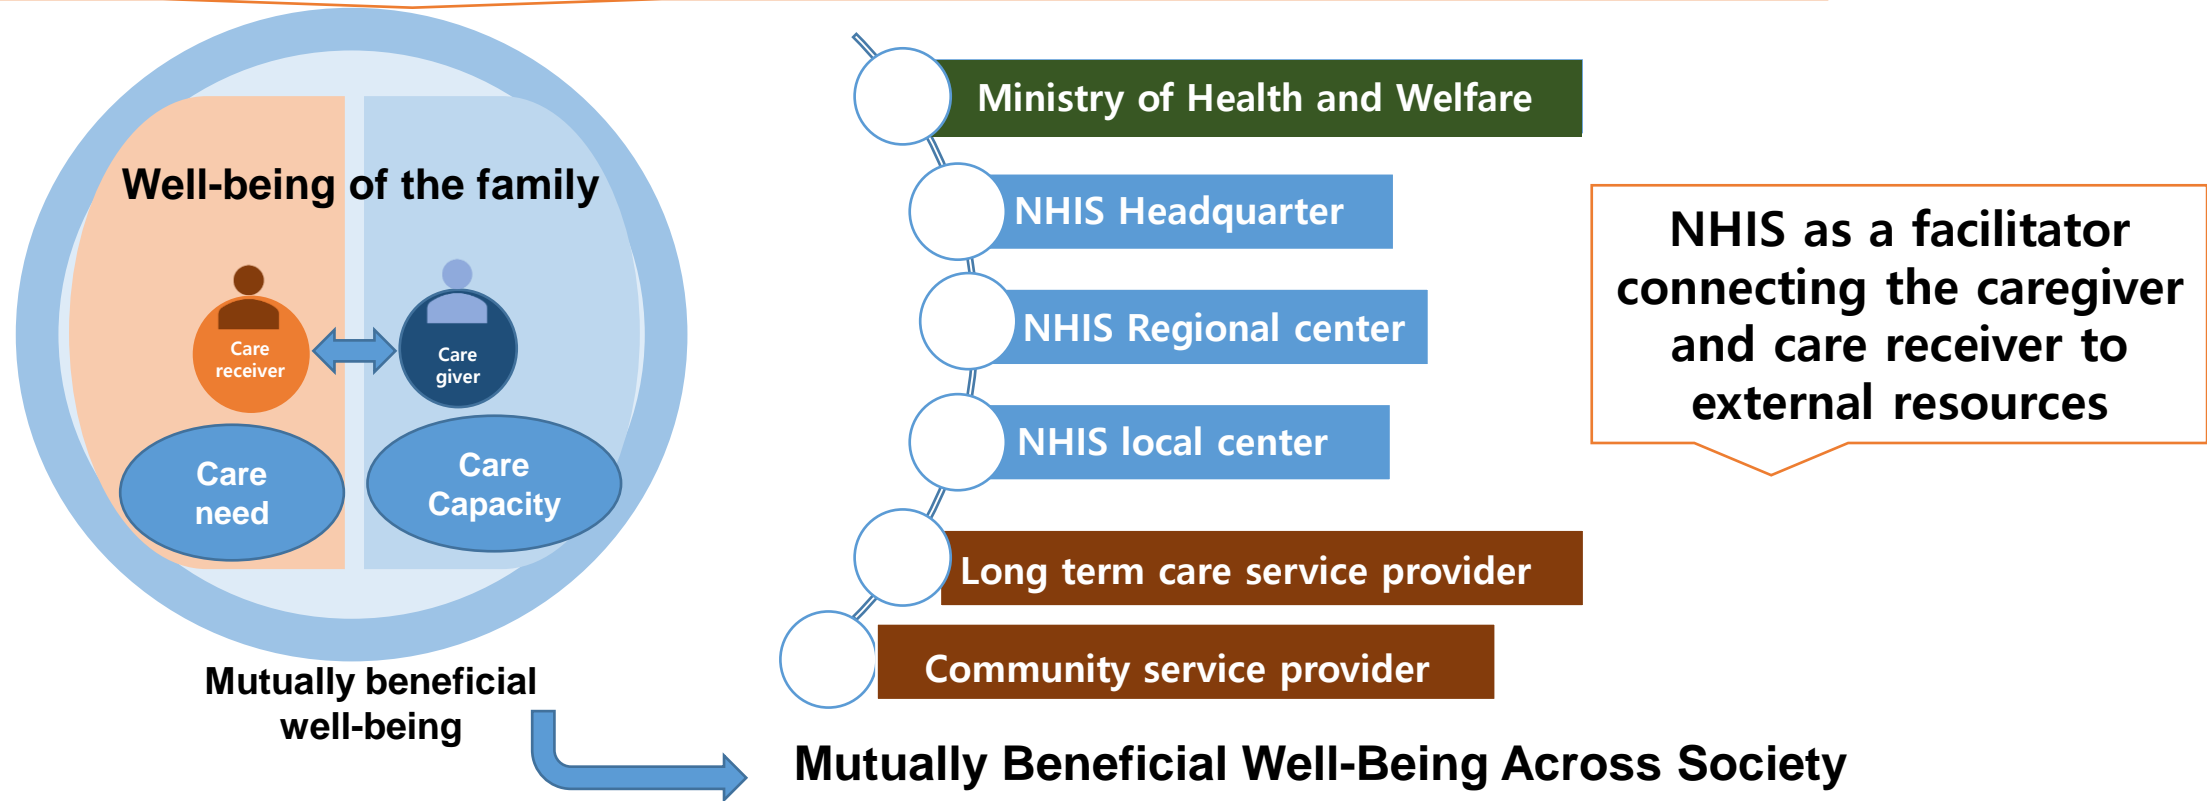 Well-being of the family
Care
receiver
Care
giver
Care
need
Care
Capacity
Mutually beneficial
well-being
Ministry of Health and Welfare
NHIS Headquarter
NHIS Regional center
NHIS local center
Long term care service provider
Community service provider
NHIS as a facilitator
connecting the caregiver
and care receiver to
external resources
Mutually Beneficial Well-Being Across Society